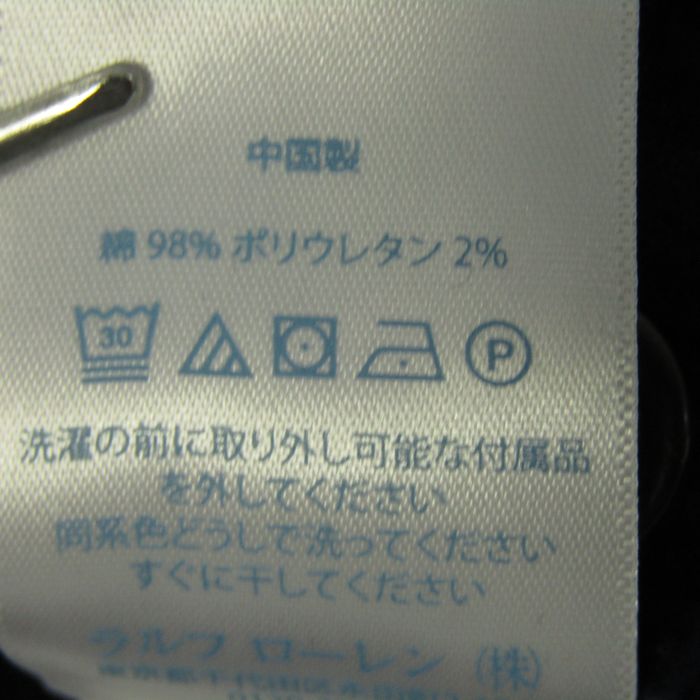 中国製
綿 98% ポリウレタン 2%
30
P
洗濯の前に取り外し可能な付属品
を外してください
同系色どうしで洗ってください
すぐに干してください
ラルフ ローレン (株)